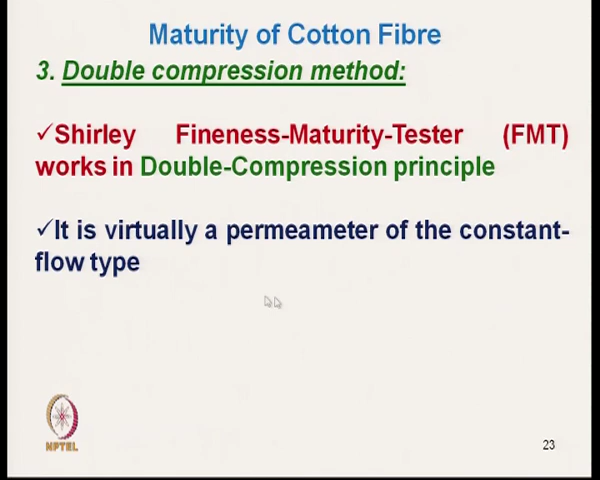 Maturity of Cotton Fibre
3. Double compression method:
✓Shirley Fineness-Maturity-Tester (FMT)
works in Double-Compression principle
✓It is virtually a permeameter of the constant-
flow type
NPTEL
23